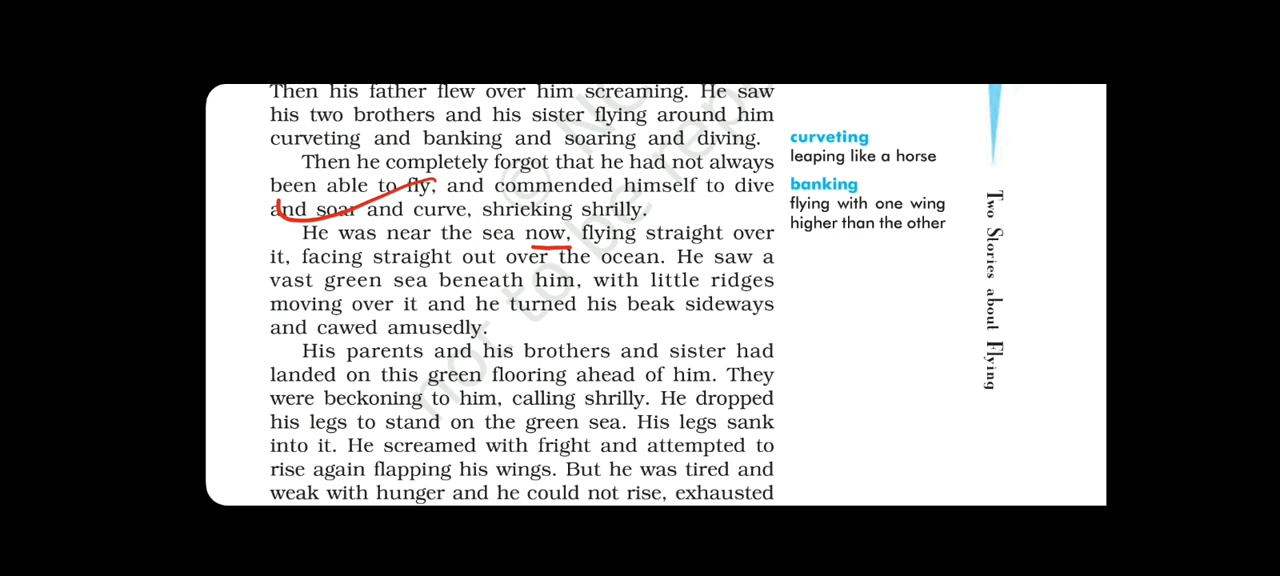 Then his father flew over him screaming. He saw
his two brothers and his sister flying around him
curveting and banking and soaring and diving.
Then he completely forgot that he had not always
been able to fly, and commended himself to dive
and soar and curve, shrieking shrilly.
He was near the sea now, flying straight over
it, facing straight out over the ocean. He saw a
vast green sea beneath him, with little ridges
moving over it and he turned his beak sideways
and cawed amusedly.
His parents and his brothers and sister had
landed on this green flooring ahead of him. They
were beckoning to him, calling shrilly. He dropped
his legs to stand on the green sea. His legs sank
into it. He screamed with fright and attempted to
rise again flapping his wings. But he was tired and
weak with hunger and he could not rise, exhausted
curveting
leaping like a horse
banking
flying with one wing
higher than the other
Two Stories about Flying
© No
not to be rep